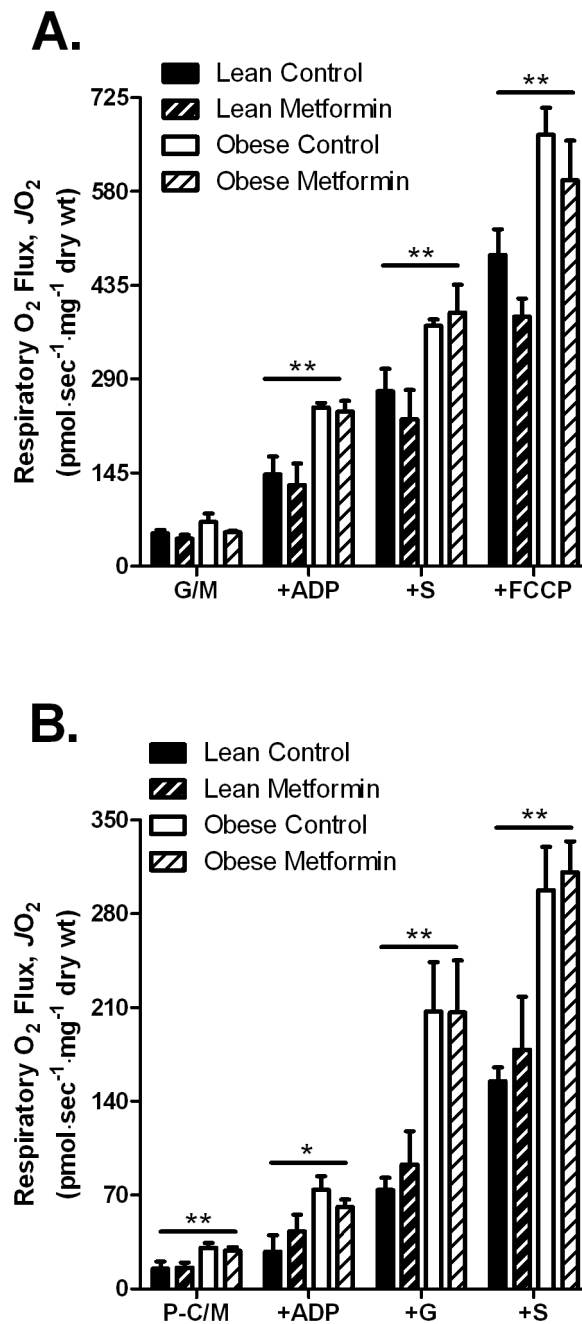 A.
Lean Control
Lean Metformin
Obese Control
Obese Metformin
Respiratory O₂ Flux, JO₂
(pmol·sec⁻¹·mg⁻¹ dry wt)
725
580
435
290
145
0
**
**
**
G/M
+ADP
+S
+FCCP
B.
Lean Control
Lean Metformin
Obese Control
Obese Metformin
Respiratory O₂ Flux, JO₂
(pmol·sec⁻¹·mg⁻¹ dry wt)
350
280
210
140
70
0
**
*
**
**
P-C/M
+ADP
+G
+S